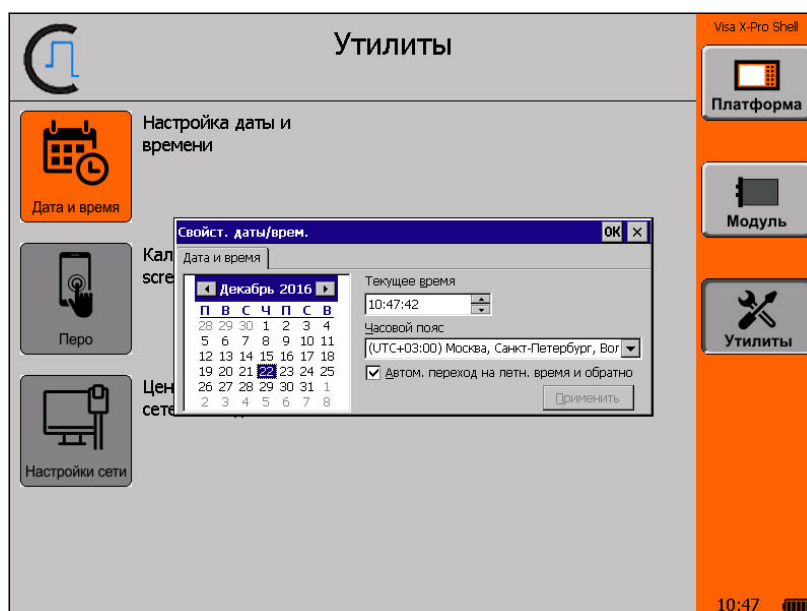 Утилиты
Visa X-Pro Shell
Платформа
Модуль
Утилиты
10:47
Настройка даты и
времени
Дата и время
Кал
scre
Перо
Цен
сете
Настройки сети
Свойст. даты/врем.
OK
Дата и время
Декабрь 2016
П В С Ч П С В
28 29 30 1 2 3 4
5 6 7 8 9 10 11
12 13 14 15 16 17 18
19 20 21 22 23 24 25
26 27 28 29 30 31 1
2 3 4 5 6 7 8
Текущее время
10:47:42
Часовой пояс
(UTC+03:00) Москва, Санкт-Петербург, Вол
Автом. переход на летн. время и обратно
Применить